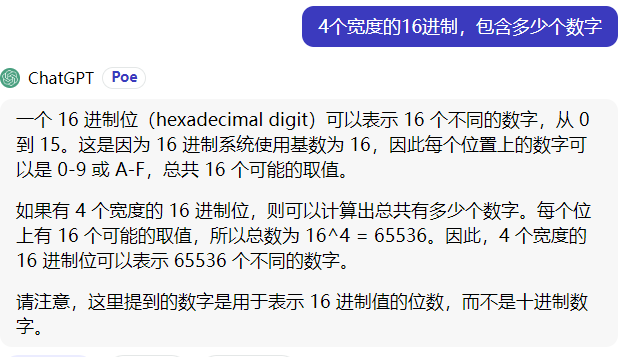 4个宽度的16进制，包含多少个数字
ChatGPT Poe
一个 16 进制位（hexadecimal digit）可以表示 16 个不同的数字，从 0
到 15。这是因为 16 进制系统使用基数为 16，因此每个位置上的数字可
以是 0-9 或 A-F，总共 16 个可能的取值。
如果有 4 个宽度的 16 进制位，则可以计算出总共有多少个数字。每个位
上有 16 个可能的取值，所以总数为 16^4 = 65536。因此，4 个宽度的
16 进制位可以表示 65536 个不同的数字。
请注意，这里提到的数字是用于表示 16 进制值的位数，而不是十进制数
字。